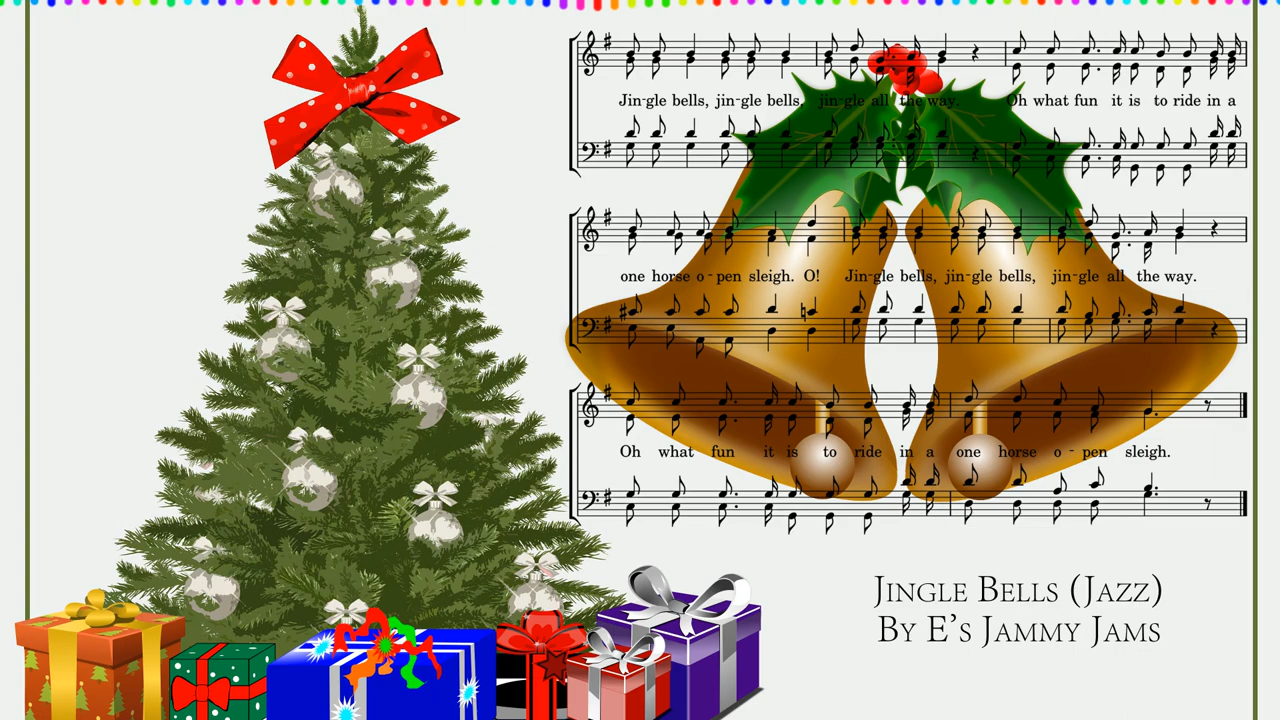 Jin-gle bells, jin-gle bells, jin-gle all the way. Oh what fun it is to ride in a
one horse o-pen sleigh. O! Jin-gle bells, jin-gle bells, jin-gle all the way.
Oh what fun it is to ride in a one horse o-pen sleigh.
Jingle Bells (Jazz)
By E's Jammy Jams